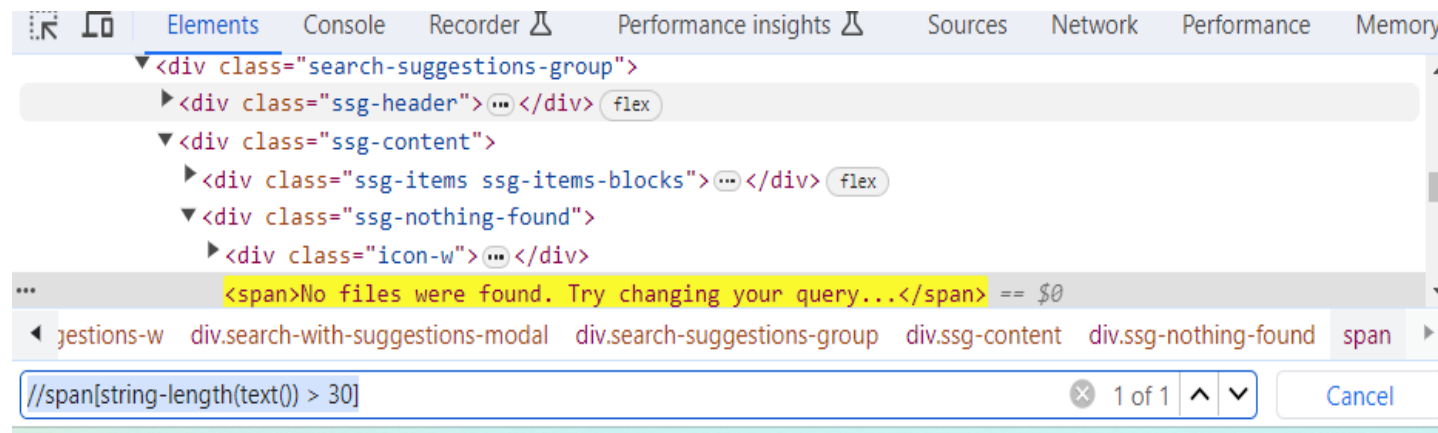 Elements Console Recorder Performance insights Sources Network Performance Memory
<div class="search-suggestions-group">
<div class="ssg-header"> … </div> flex
<div class="ssg-content">
<div class="ssg-items ssg-items-blocks"> … </div> flex
<div class="ssg-nothing-found">
<div class="icon-w"> … </div>
… <span>No files were found. Try changing your query...</span> == $0
gestions-w div.search-with-suggestions-modal div.search-suggestions-group div.ssg-content div.ssg-nothing-found span
//span[string-length(text()) > 30] 1 of 1 Cancel